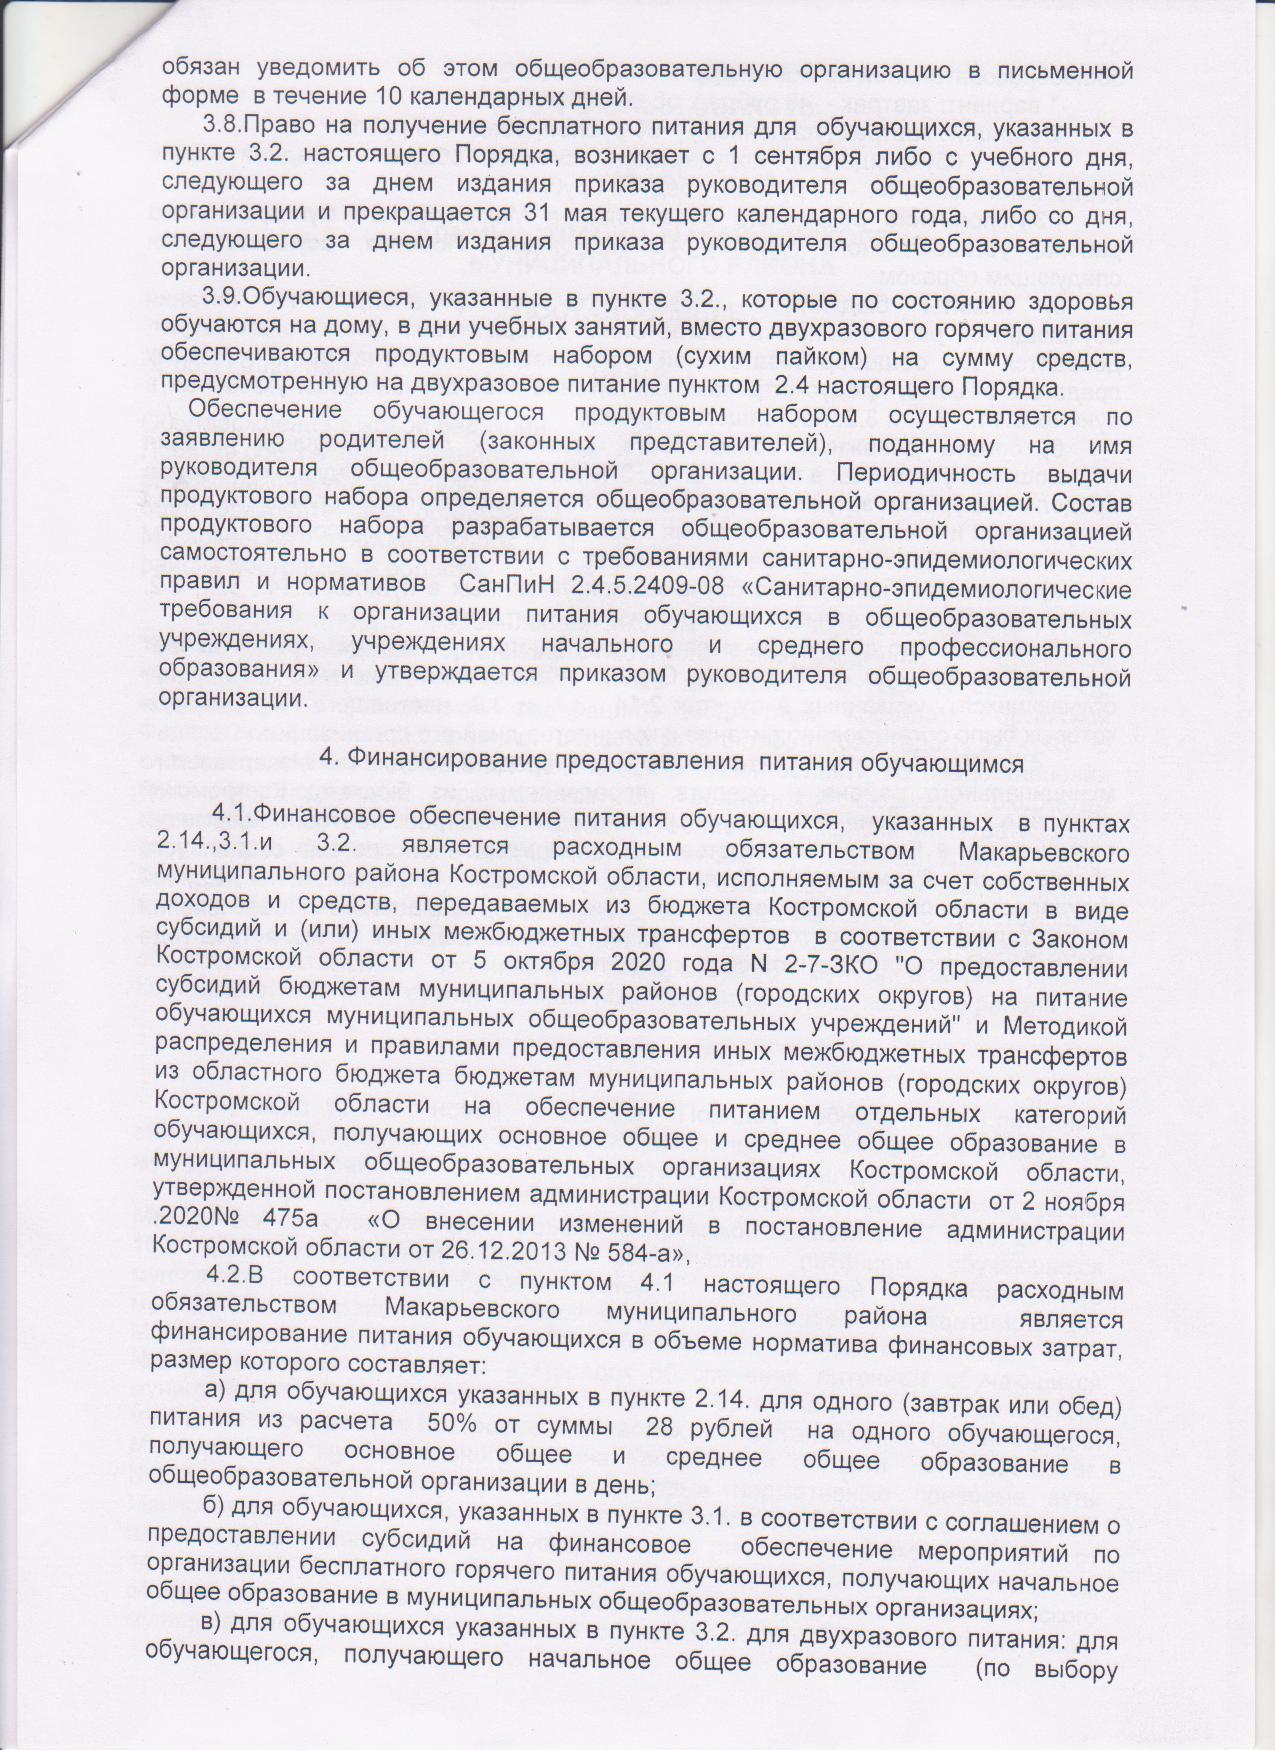 обязан уведомить об этом общеобразовательную организацию в письменной
форме в течение 10 календарных дней.
3.8.Право на получение бесплатного питания для обучающихся, указанных в
пункте 3.2. настоящего Порядка, возникает с 1 сентября либо с учебного дня,
следующего за днем издания приказа руководителя общеобразовательной
организации и прекращается 31 мая текущего календарного года, либо со дня,
следующего за днем издания приказа руководителя общеобразовательной
организации.
3.9.Обучающиеся, указанные в пункте 3.2., которые по состоянию здоровья
обучаются на дому, в дни учебных занятий, вместо двухразового горячего питания
обеспечиваются продуктовым набором (сухим пайком) на сумму средств,
предусмотренную на двухразовое питание пунктом 2.4 настоящего Порядка.
Обеспечение обучающегося продуктовым набором осуществляется по
заявлению родителей (законных представителей), поданному на имя
руководителя общеобразовательной организации. Периодичность выдачи
продуктового набора определяется общеобразовательной организацией. Состав
продуктового набора разрабатывается общеобразовательной организацией
самостоятельно в соответствии с требованиями санитарно-эпидемиологических
правил и нормативов СанПиН 2.4.5.2409-08 «Санитарно-эпидемиологические
требования к организации питания обучающихся в общеобразовательных
учреждениях, учреждениях начального и среднего профессионального
образования» и утверждается приказом руководителя общеобразовательной
организации.
4. Финансирование предоставления питания обучающимся
4.1.Финансовое обеспечение питания обучающихся, указанных в пунктах
2.14.,3.1.и 3.2. является расходным обязательством Макарьевского
муниципального района Костромской области, исполняемым за счет собственных
доходов и средств, передаваемых из бюджета Костромской области в виде
субсидий и (или) иных межбюджетных трансфертов в соответствии с Законом
Костромской области от 5 октября 2020 года N 2-7-ЗКО "О предоставлении
субсидий бюджетам муниципальных районов (городских округов) на питание
обучающихся муниципальных общеобразовательных учреждений" и Методикой
распределения и правилами предоставления иных межбюджетных трансфертов
из областного бюджета бюджетам муниципальных районов (городских округов)
Костромской области на обеспечение питанием отдельных категорий
обучающихся, получающих основное общее и среднее общее образование в
муниципальных общеобразовательных организациях Костромской области,
утвержденной постановлением администрации Костромской области от 2 ноября
.2020№ 475а «О внесении изменений в постановление администрации
Костромской области от 26.12.2013 № 584-а»,
4.2.В соответствии с пунктом 4.1 настоящего Порядка расходным
обязательством Макарьевского муниципального района является
финансирование питания обучающихся в объеме норматива финансовых затрат,
размер которого составляет:
а) для обучающихся указанных в пункте 2.14. для одного (завтрак или обед)
питания из расчета 50% от суммы 28 рублей на одного обучающегося,
получающего основное общее и среднее общее образование в
общеобразовательной организации в день;
б) для обучающихся, указанных в пункте 3.1. в соответствии с соглашением о
предоставлении субсидий на финансовое обеспечение мероприятий по
организации бесплатного горячего питания обучающихся, получающих начальное
общее образование в муниципальных общеобразовательных организациях;
в) для обучающихся указанных в пункте 3.2. для двухразового питания: для
обучающегося, получающего начальное общее образование (по выбору